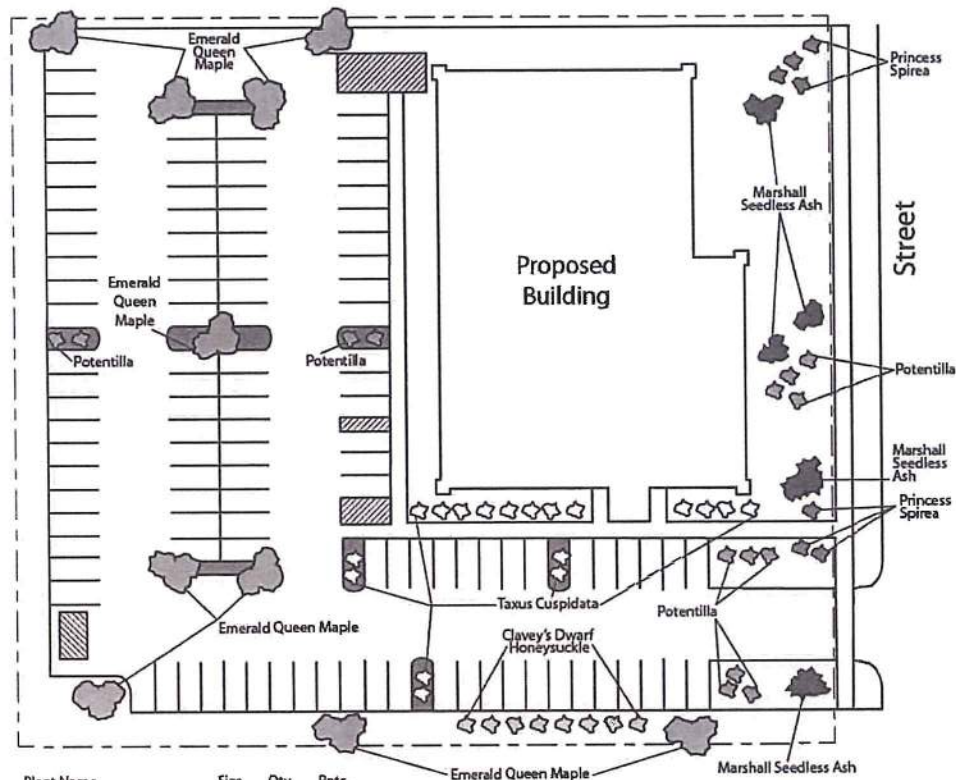 Emerald
Queen
Maple
Princess
Spirea
Marshall
Seedless Ash
Street
Proposed
Building
Emerald
Queen
Maple
Potentilla
Potentilla
Potentilla
Marshall
Seedless
Ash
Princess
Spirea
Taxus Cuspidata
Potentilla
Emerald Queen Maple
Clavey's Dwarf
Honeysuckle
Emerald Queen Maple
Marshall Seedless Ash
Plant Name Size Qty Pnts